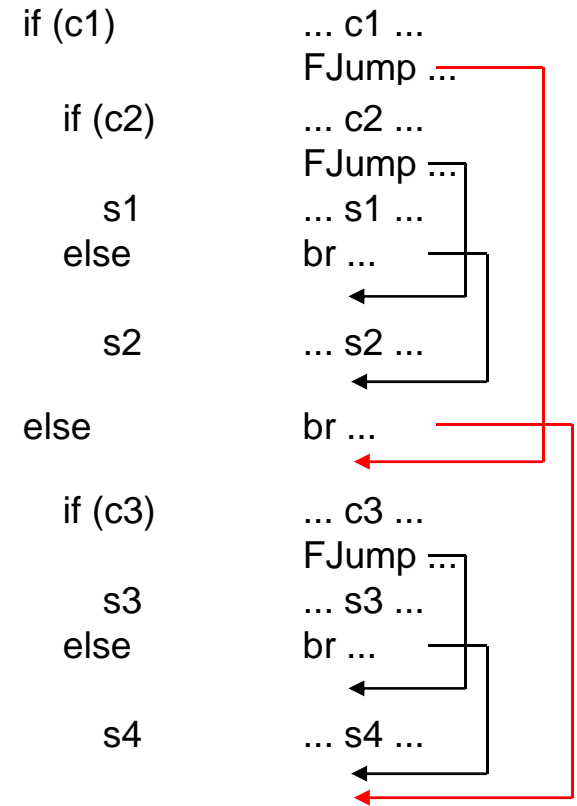 if (c1) ... c1 ...
FJump ...
if (c2) ... c2 ...
FJump ...
s1 ... s1 ...
else br ...
s2 ... s2 ...
else br ...
if (c3) ... c3 ...
FJump ...
s3 ... s3 ...
else br ...
s4 ... s4 ...